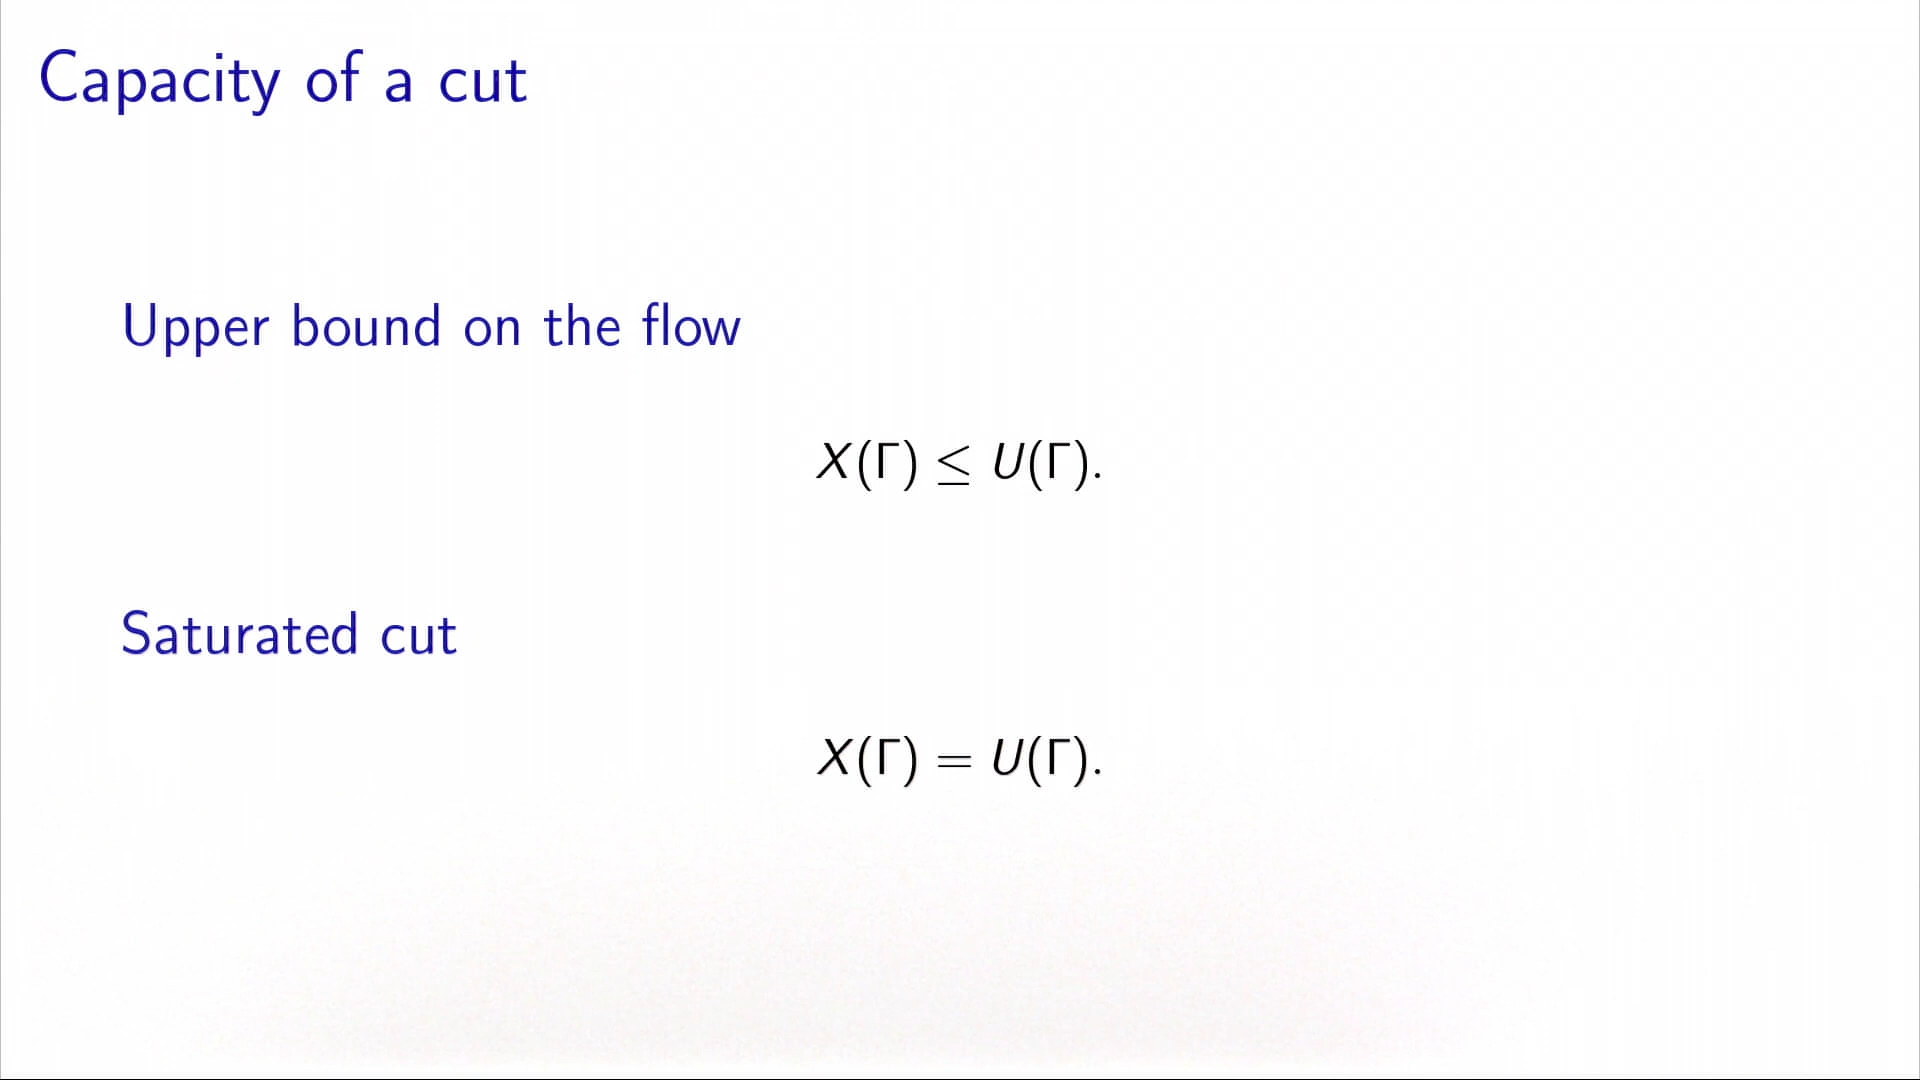 Capacity of a cut
Upper bound on the flow
X(Γ) ≤ U(Γ).
Saturated cut
X(Γ) = U(Γ).